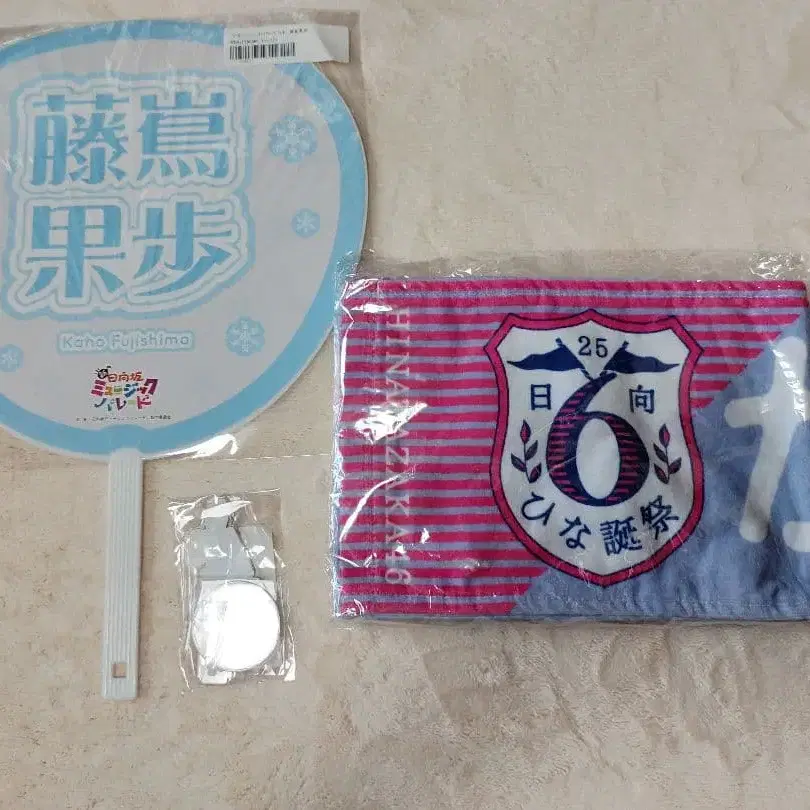 藤嶌
果歩
Kaho Fujishima
日向坂
ミュージック
パレード
HINATAZAKA46
25
日 6 向
ひな誕祭